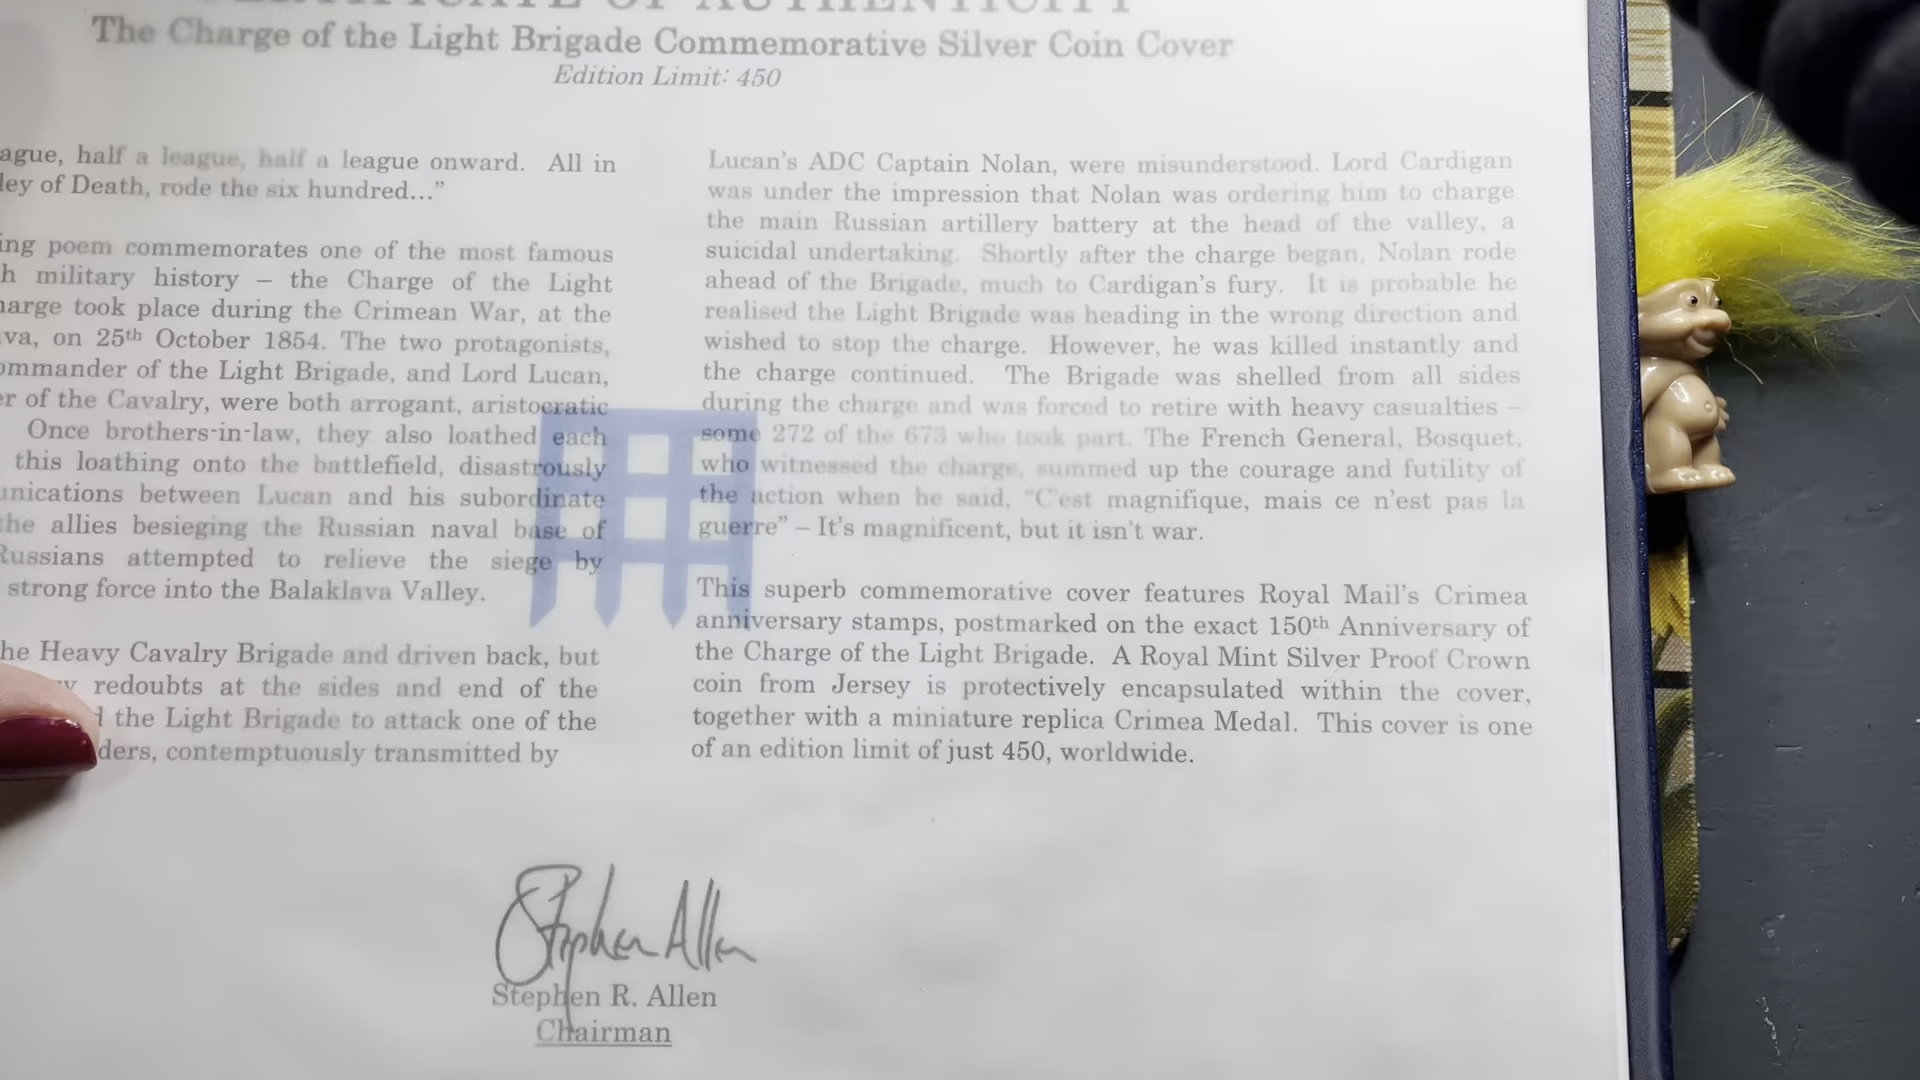 CERTIFICATE OF AUTHENTICITY
The Charge of the Light Brigade Commemorative Silver Coin Cover
Edition Limit: 450
ague, half a league, half a league onward. All in
ley of Death, rode the six hundred..."
ing poem commemorates one of the most famous
h military history – the Charge of the Light
harge took place during the Crimean War, at the
va, on 25th October 1854. The two protagonists,
ommander of the Light Brigade, and Lord Lucan,
er of the Cavalry, were both arrogant, aristocratic
Once brothers-in-law, they also loathed each
this loathing onto the battlefield, disastrously
unications between Lucan and his subordinate
the allies besieging the Russian naval base of
Russians attempted to relieve the siege by
strong force into the Balaklava Valley.
he Heavy Cavalry Brigade and driven back, but
redoubts at the sides and end of the
the Light Brigade to attack one of the
ders, contemptuously transmitted by
Lucan's ADC Captain Nolan, were misunderstood. Lord Cardigan
was under the impression that Nolan was ordering him to charge
the main Russian artillery battery at the head of the valley, a
suicidal undertaking. Shortly after the charge began, Nolan rode
ahead of the Brigade, much to Cardigan's fury. It is probable he
realised the Light Brigade was heading in the wrong direction and
wished to stop the charge. However, he was killed instantly and
the charge continued. The Brigade was shelled from all sides
during the charge and was forced to retire with heavy casualties –
some 272 of the 673 who took part. The French General, Bosquet,
who witnessed the charge, summed up the courage and futility of
the action when he said, "C'est magnifique, mais ce n'est pas la
guerre" – It's magnificent, but it isn't war.
This superb commemorative cover features Royal Mail's Crimea
anniversary stamps, postmarked on the exact 150th Anniversary of
the Charge of the Light Brigade. A Royal Mint Silver Proof Crown
coin from Jersey is protectively encapsulated within the cover,
together with a miniature replica Crimea Medal. This cover is one
of an edition limit of just 450, worldwide.
Stephen Allen
Stephen R. Allen
Chairman